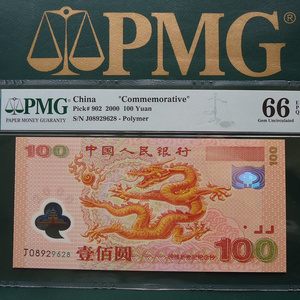 PMG
PMG
PAPER MONEY GUARANTY
China "Commemorative"
Pick# 902 2000 100 Yuan
S/N J08929628 - Polymer
66 EPQ
Gem Uncirculated
100
中国人民银行
100
J08929628
壹佰圆
100